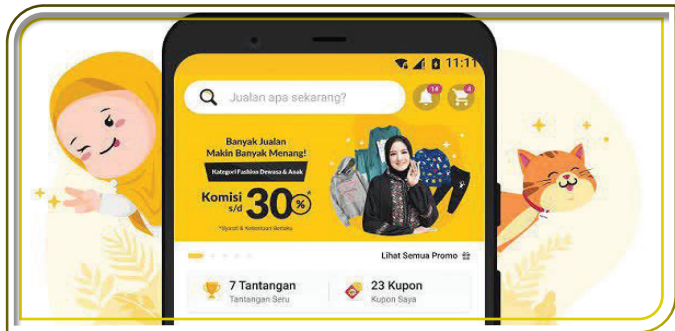 11:11
Jualan apa sekarang?
14
4
Banyak Jualan
Makin Banyak Menang!
Kategori Fashion Dewasa & Anak
Komisi
s/d 30%*
*Syarat & Ketentuan Berlaku
Lihat Semua Promo
7 Tantangan
Tantangan Seru
23 Kupon
Kupon Saya